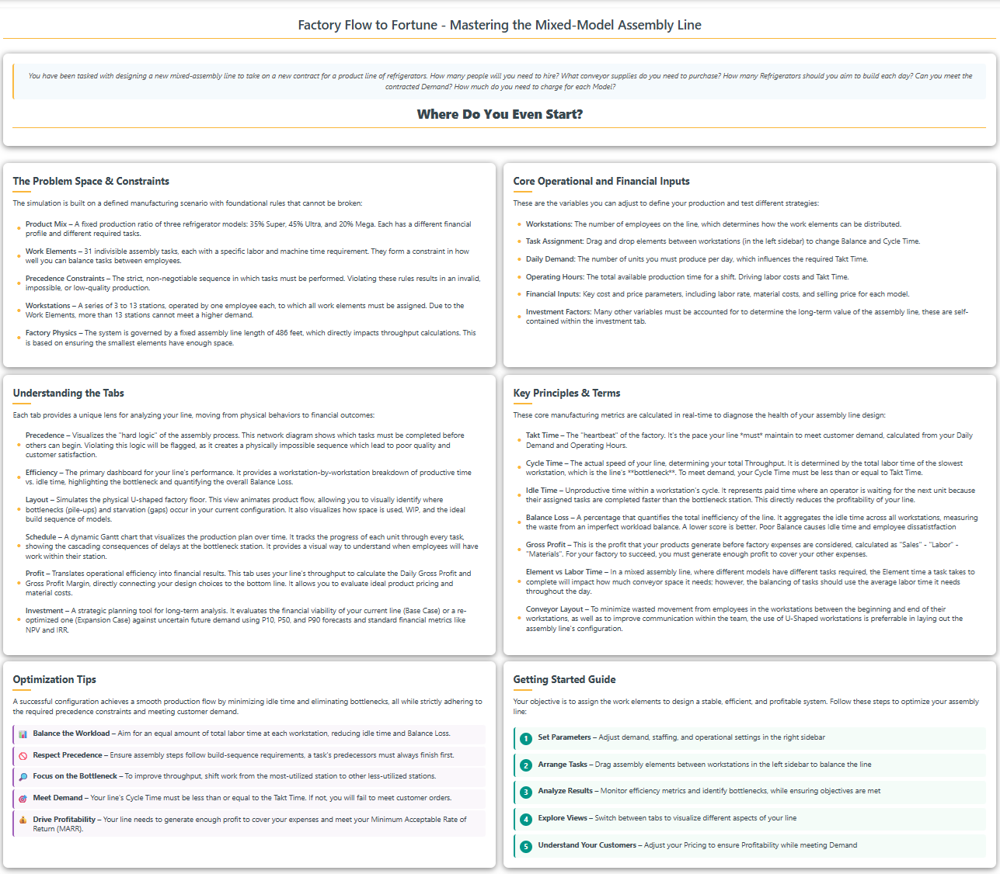 Factory Flow to Fortune - Mastering the Mixed-Model Assembly Line
You have been tasked with designing a new mixed-assembly line to take on a new contract for a product line of refrigerators. How many people will you need to hire? What conveyor supplies do you need to purchase? How many Refrigerators should you aim to build each day? Can you meet the
contracted Demand? How much do you need to charge for each Model?
Where Do You Even Start?
The Problem Space & Constraints
The simulation is built on a defined manufacturing scenario with foundational rules that cannot be broken:
Product Mix – A fixed production ratio of three refrigerator models: 35% Super, 45% Ultra, and 20% Mega. Each has a different financial
profile and different required tasks.
Work Elements – 31 indivisible assembly tasks, each with a specific labor and machine time requirement. They form a constraint in how
well you can balance tasks between employees.
Precedence Constraints – The strict, non-negotiable sequence in which tasks must be performed. Violating these rules results in an invalid,
impossible, or low-quality production.
Workstations – A series of 3 to 13 stations, operated by one employee each, to which all work elements must be assigned. Due to the
Work Elements, more than 13 stations cannot meet a higher demand.
Factory Physics – The system is governed by a fixed assembly line length of 486 feet, which directly impacts throughput calculations. This
is based on ensuring the smallest elements have enough space.
Core Operational and Financial Inputs
These are the variables you can adjust to define your production and test different strategies:
Workstations: The number of employees on the line, which determines how the work elements can be distributed.
Task Assignment: Drag and drop elements between workstations (in the left sidebar) to change Balance and Cycle Time.
Daily Demand: The number of units you must produce per day, which influences the required Takt Time.
Operating Hours: The total available production time for a shift. Driving labor costs and Takt Time.
Financial Inputs: Key cost and price parameters, including labor rate, material costs, and selling price for each model.
Investment Factors: Many other variables must be accounted for to determine the long-term value of the assembly line, these are self-
contained within the investment tab.
Understanding the Tabs
Each tab provides a unique lens for analyzing your line, moving from physical behaviors to financial outcomes:
Precedence – Visualizes the "hard logic" of the assembly process. This network diagram shows which tasks must be completed before
others can begin. Violating this logic will be flagged, as it creates a physically impossible sequence which lead to poor quality and
customer satisfaction.
Efficiency – The primary dashboard for your line's performance. It provides a workstation-by-workstation breakdown of productive time
vs. idle time, highlighting the bottleneck and quantifying the overall Balance Loss.
Layout – Simulates the physical U-shaped factory floor. This view animates product flow, allowing you to visually identify where
bottlenecks (pile-ups) and starvation (gaps) occur in your current configuration. It also visualizes how space is used, WIP, and the ideal
build sequence of models.
Schedule – A dynamic Gantt chart that visualizes the production plan over time. It tracks the progress of each unit through every task,
showing the cascading consequences of delays at the bottleneck station. It provides a visual way to understand when employees will have
work within their station.
Profit – Translates operational efficiency into financial results. This tab uses your line's throughput to calculate the Daily Gross Profit and
Gross Profit Margin, directly connecting your design choices to the bottom line. It allows you to evaluate ideal product pricing and
material costs.
Investment – A strategic planning tool for long-term analysis. It evaluates the financial viability of your current line (Base Case) or a re-
optimized one (Expansion Case) against uncertain future demand using P10, P50, and P90 forecasts and standard financial metrics like
NPV and IRR.
Key Principles & Terms
These core manufacturing metrics are calculated in real-time to diagnose the health of your assembly line design:
Takt Time – The "heartbeat" of the factory. It's the pace your line *must* maintain to meet customer demand, calculated from your Daily
Demand and Operating Hours.
Cycle Time – The actual speed of your line, determining your total Throughput. It is determined by the total labor time of the slowest
workstation, which is the line's **bottleneck**. To meet demand, your Cycle Time must be less than or equal to Takt Time.
Idle Time – Unproductive time within a workstation's cycle. It represents paid time where an operator is waiting for the next unit because
their assigned tasks are completed faster than the bottleneck station. This directly reduces the profitability of your line.
Balance Loss – A percentage that quantifies the total inefficiency of the line. It aggregates the idle time across all workstations, measuring
the waste from an imperfect workload balance. A lower score is better. Poor Balance causes Idle time and employee dissatistfaction
Gross Profit – This is the profit that your products generate before factory expenses are considered, calculated as "Sales" - "Labor" -
"Materials". For your factory to succeed, you must generate enough profit to cover your other expenses.
Element vs Labor Time – In a mixed assembly line, where different models have different tasks required, the Element time a task takes to
complete will impact how much conveyor space it needs; however, the balancing of tasks should use the average labor time it needs
throughout the day.
Conveyor Layout – To minimize wasted movement from employees in the workstations between the beginning and end of their
workstations, as well as to improve communication within the team, the use of U-Shaped workstations is preferrable in laying out the
assembly line's configuration.
Optimization Tips
A successful configuration achieves a smooth production flow by minimizing idle time and eliminating bottlenecks, all while strictly adhering to
the required precedence constraints and meeting customer demand.
Balance the Workload – Aim for an equal amount of total labor time at each workstation, reducing idle time and Balance Loss.
Respect Precedence – Ensure assembly steps follow build-sequence requirements, a task's predecessors must always finish first.
Focus on the Bottleneck – To improve throughput, shift work from the most-utilized station to other less-utilized stations.
Meet Demand – Your line's Cycle Time must be less than or equal to the Takt Time. If not, you will fail to meet customer orders.
Drive Profitability – Your line needs to generate enough profit to cover your expenses and meet your Minimum Acceptable Rate of
Return (MARR).
Getting Started Guide
Your objective is to assign the work elements to design a stable, efficient, and profitable system. Follow these steps to optimize your assembly
line:
1 Set Parameters – Adjust demand, staffing, and operational settings in the right sidebar
2 Arrange Tasks – Drag assembly elements between workstations in the left sidebar to balance the line
3 Analyze Results – Monitor efficiency metrics and identify bottlenecks, while ensuring objectives are met
4 Explore Views – Switch between tabs to visualize different aspects of your line
5 Understand Your Customers – Adjust your Pricing to ensure Profitability while meeting Demand